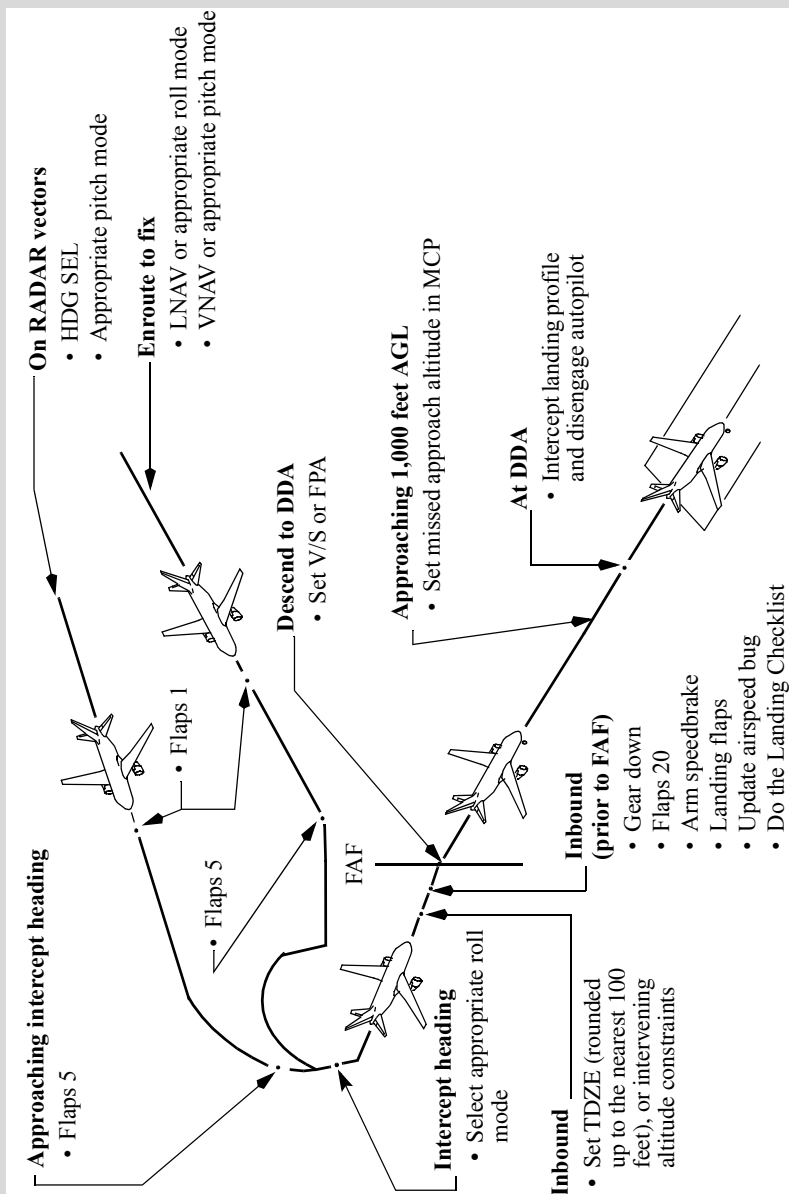 On RADAR vectors
• HDG SEL
• Appropriate pitch mode
Enroute to fix
• LNAV or appropriate roll mode
• VNAV or appropriate pitch mode
• Flaps 1
Approaching intercept heading
• Flaps 5
• Flaps 5
FAF
Descend to DDA
• Set V/S or FPA
Intercept heading
• Select appropriate roll
mode
Inbound
• Set TDZE (rounded
up to the nearest 100
feet), or intervening
altitude constraints
Inbound
(prior to FAF)
• Gear down
• Flaps 20
• Arm speedbrake
• Landing flaps
• Update airspeed bug
• Do the Landing Checklist
Approaching 1,000 feet AGL
• Set missed approach altitude in MCP
At DDA
• Intercept landing profile
and disengage autopilot